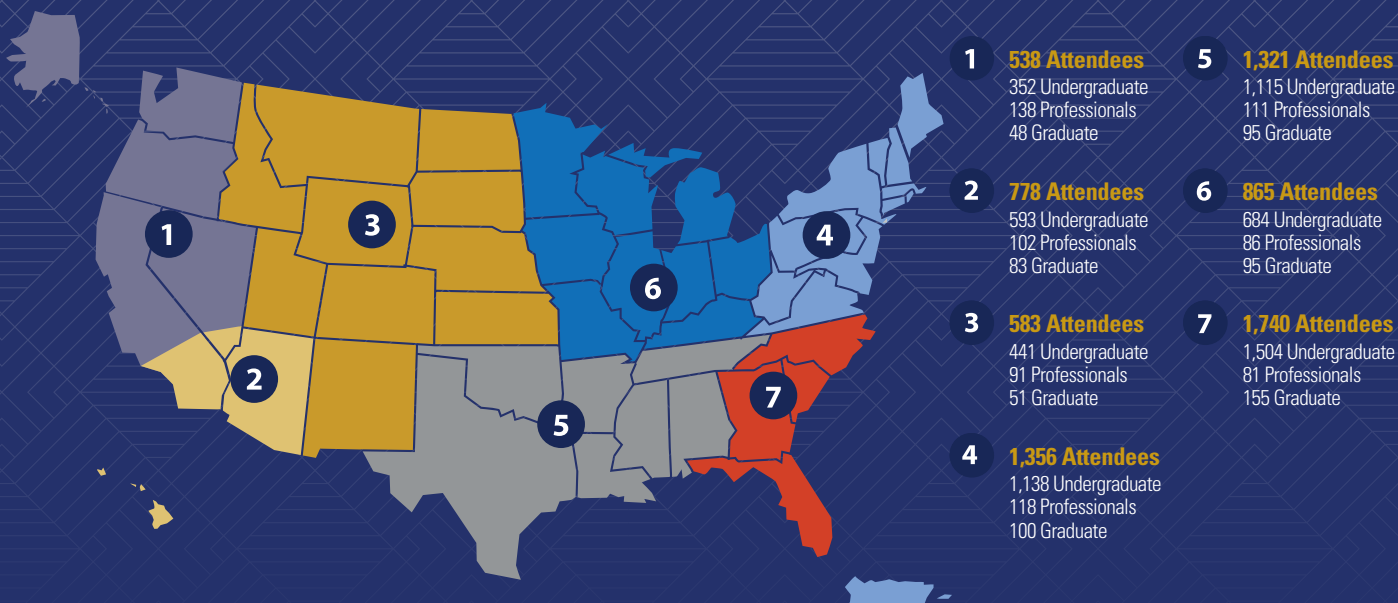 1
2
3
4
5
6
7
1
538 Attendees
352 Undergraduate
138 Professionals
48 Graduate
2
778 Attendees
593 Undergraduate
102 Professionals
83 Graduate
3
583 Attendees
441 Undergraduate
91 Professionals
51 Graduate
4
1,356 Attendees
1,138 Undergraduate
118 Professionals
100 Graduate
5
1,321 Attendees
1,115 Undergraduate
111 Professionals
95 Graduate
6
865 Attendees
684 Undergraduate
86 Professionals
95 Graduate
7
1,740 Attendees
1,504 Undergraduate
81 Professionals
155 Graduate